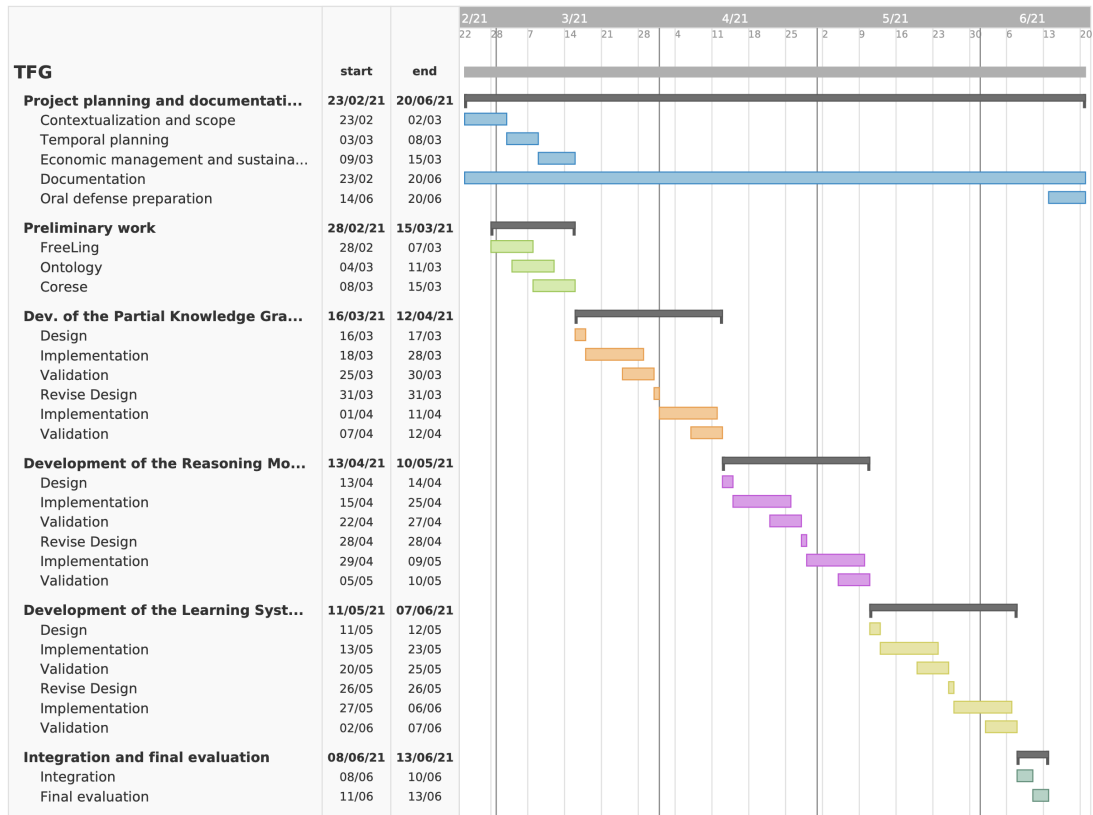 2/21 3/21 4/21 5/21 6/21
22 28 7 14 21 28 4 11 18 25 2 9 16 23 30 6 13 20
TFG start end
Project planning and documentati... 23/02/21 20/06/21
Contextualization and scope 23/02 02/03
Temporal planning 03/03 08/03
Economic management and sustaina... 09/03 15/03
Documentation 23/02 20/06
Oral defense preparation 14/06 20/06
Preliminary work 28/02/21 15/03/21
FreeLing 28/02 07/03
Ontology 04/03 11/03
Corese 08/03 15/03
Dev. of the Partial Knowledge Gra... 16/03/21 12/04/21
Design 16/03 17/03
Implementation 18/03 28/03
Validation 25/03 30/03
Revise Design 31/03 31/03
Implementation 01/04 11/04
Validation 07/04 12/04
Development of the Reasoning Mo... 13/04/21 10/05/21
Design 13/04 14/04
Implementation 15/04 25/04
Validation 22/04 27/04
Revise Design 28/04 28/04
Implementation 29/04 09/05
Validation 05/05 10/05
Development of the Learning Syst... 11/05/21 07/06/21
Design 11/05 12/05
Implementation 13/05 23/05
Validation 20/05 25/05
Revise Design 26/05 26/05
Implementation 27/05 06/06
Validation 02/06 07/06
Integration and final evaluation 08/06/21 13/06/21
Integration 08/06 10/06
Final evaluation 11/06 13/06